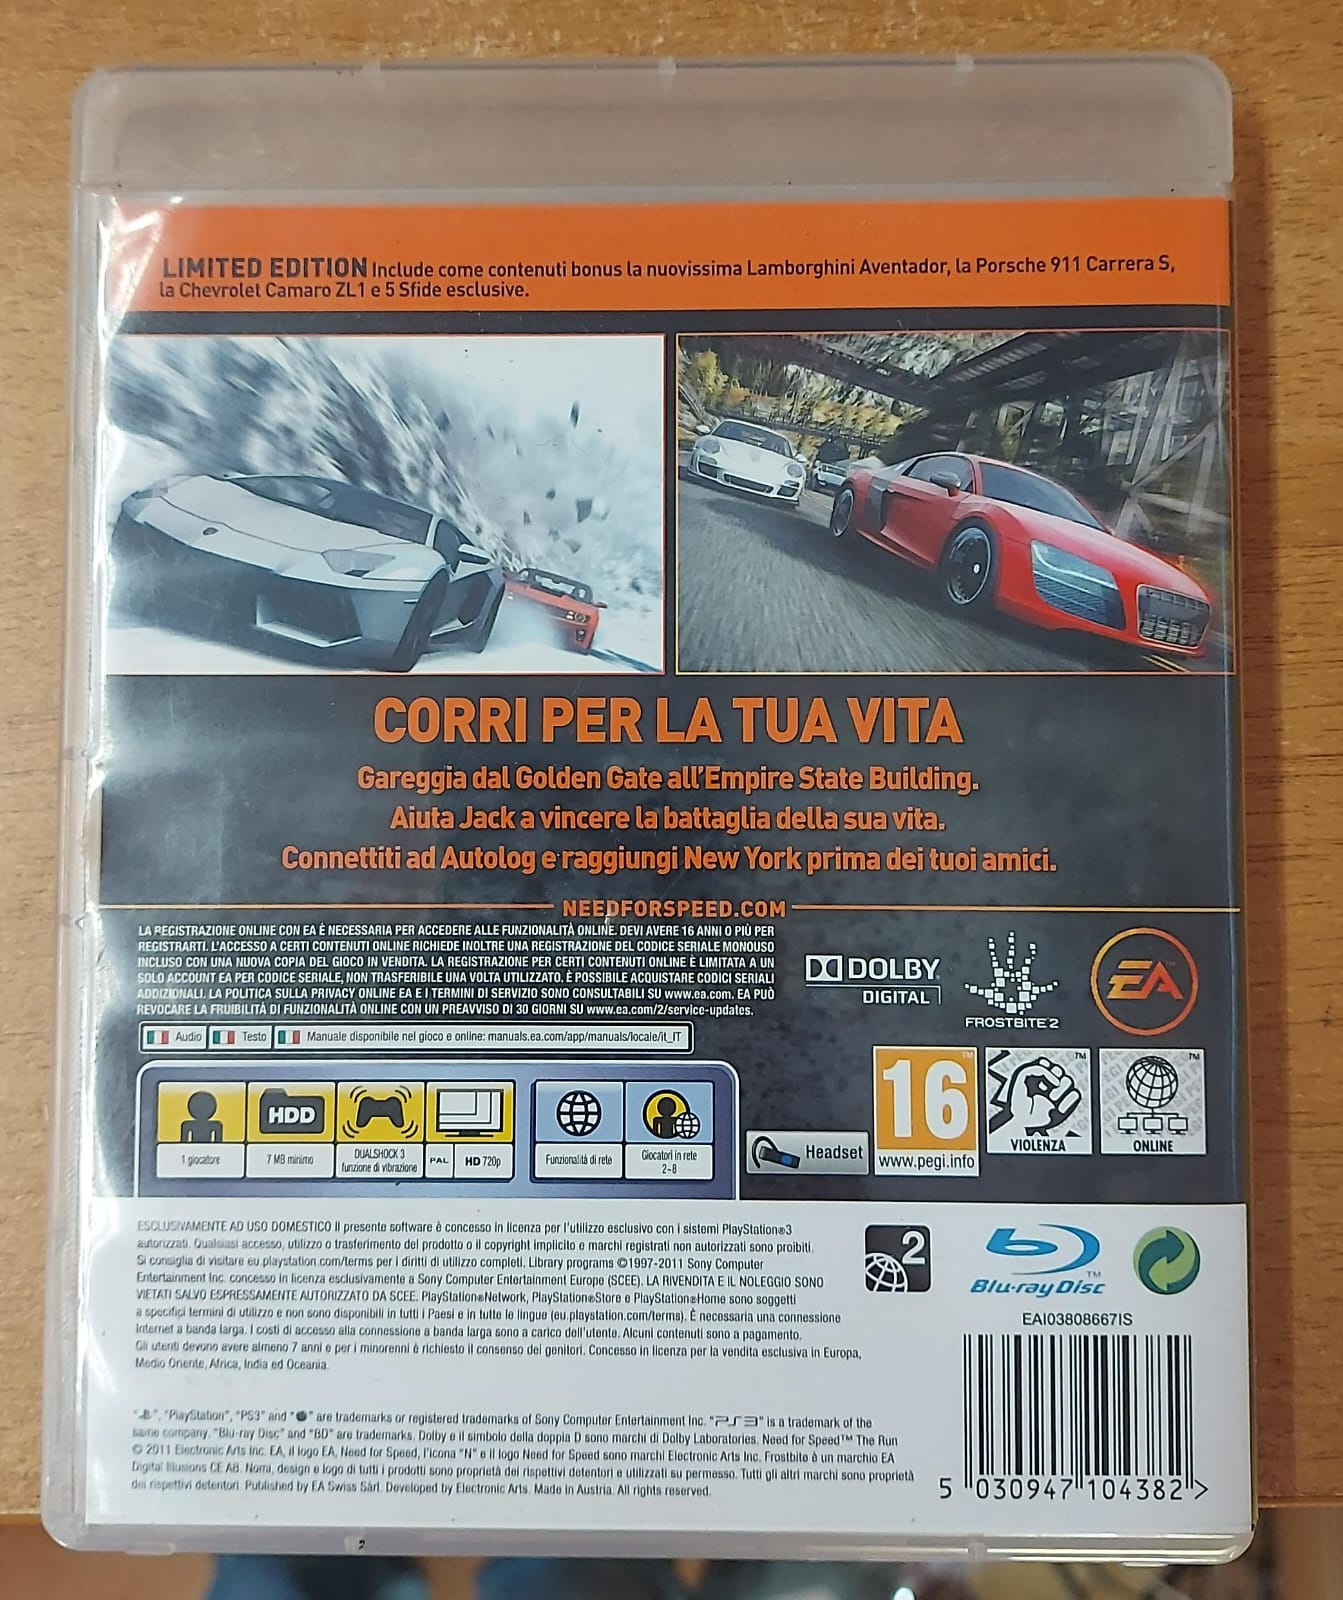 LIMITED EDITION Include come contenuti bonus la nuovissima Lamborghini Aventador, la Porsche 911 Carrera S,
la Chevrolet Camaro ZL1 e 5 Sfide esclusive.
CORRI PER LA TUA VITA
Gareggia dal Golden Gate all'Empire State Building.
Aiuta Jack a vincere la battaglia della sua vita.
Connettiti ad Autolog e raggiungi New York prima dei tuoi amici.
NEEDFORSPEED.COM
LA REGISTRAZIONE ONLINE CON EA È NECESSARIA PER ACCEDERE ALLE FUNZIONALITÀ ONLINE. DEVI AVERE 16 ANNI O PIÙ PER
REGISTRARTI. L'ACCESSO A CERTI CONTENUTI ONLINE RICHIEDE INOLTRE UNA REGISTRAZIONE DEL CODICE SERIALE MONOUSO
INCLUSO CON UNA NUOVA COPIA DEL GIOCO IN VERSIONE. LA REGISTRAZIONE PER CERTI CONTENUTI ONLINE È LIMITATA A UN
SOLO ACCOUNT EA PER CODICE SERIALE, NON TRASFERIBILE UNA VOLTA UTILIZZATO. È POSSIBILE ACQUISTARE CODICI SERIALI
ADDIZIONALI. LA POLITICA SULLA PRIVACY ONLINE EA E I TERMINI DI SERVIZIO SONO CONSULTABILI SU www.ea.com. EA PUÒ
REVOCARE LA FRUIBILITÀ DI FUNZIONALITÀ ONLINE CON UN PREAVVISO DI 30 GIORNI SU www.ea.com/2/service-updates.
DOLBY
DIGITAL
FROSTBITE 2
EA
Audio
Testo
Manuale disponibile nel gioco e online: manuals.ea.com/app/manuals/locale/it_IT
HDD
1 giocatore
7 MB minimo
DUALSHOCK 3
funzione di vibrazione
PAL
HD 720p
Funzionalità di rete
Giocatori in rete
2-8
Headset
16
www.pegi.info
VIOLENZA
ONLINE
ESCLUSIVAMENTE AD USO DOMESTICO Il presente software è concesso in licenza per l'utilizzo esclusivo con i sistemi PlayStation®3
autorizzati. Qualsiasi accesso, utilizzo o trasferimento del prodotto o il copyright implicito e marchi registrati non autorizzati sono proibiti.
Si consiglia di visitare eu.playstation.com/terms per i diritti di utilizzo completi. Library programs ©1997-2011 Sony Computer
Entertainment Inc. concesso in licenza esclusivamente a Sony Computer Entertainment Europe (SCEE). LA RIVENDITA E IL NOLEGGIO SONO
VIETATI SALVO ESPRESSAMENTE AUTORIZZATO DA SCEE. PlayStation®Network, PlayStation®Store e PlayStation®Home sono soggetti
a specifici termini di utilizzo e non sono disponibili in tutti i Paesi e in tutte le lingue (eu.playstation.com/terms). È necessaria una connessione
Internet a banda larga. I costi di accesso alla connessione a banda larga sono a carico dell'utente. Alcuni contenuti sono a pagamento.
Gli utenti devono avere almeno 7 anni e per i minorenni è richiesto il consenso dei genitori. Concesso in licenza per la vendita esclusiva in Europa,
Medio Oriente, Africa, India ed Oceania.
2
Blu-ray Disc
TM
EAI03808667IS
" ", "PlayStation", "PS3" and " " are trademarks or registered trademarks of Sony Computer Entertainment Inc. "PS3" is a trademark of the
same company. "Blu-ray Disc" and "BD" are trademarks. Dolby e il simbolo della doppia D sono marchi di Dolby Laboratories. Need for Speed™ The Run
© 2011 Electronic Arts Inc. EA, il logo EA, Need for Speed, l'icona "N" e il logo Need for Speed sono marchi Electronic Arts Inc. Frostbite è un marchio EA
Digital Illusions CE AB. Nomi, design e logo di tutti i prodotti sono proprietà dei rispettivi detentori e utilizzati su permesso. Tutti gli altri marchi sono proprietà
dei rispettivi detentori. Published by EA Swiss Sàrl. Developed by Electronic Arts. Made in Austria. All rights reserved.
5 030947 104382 >